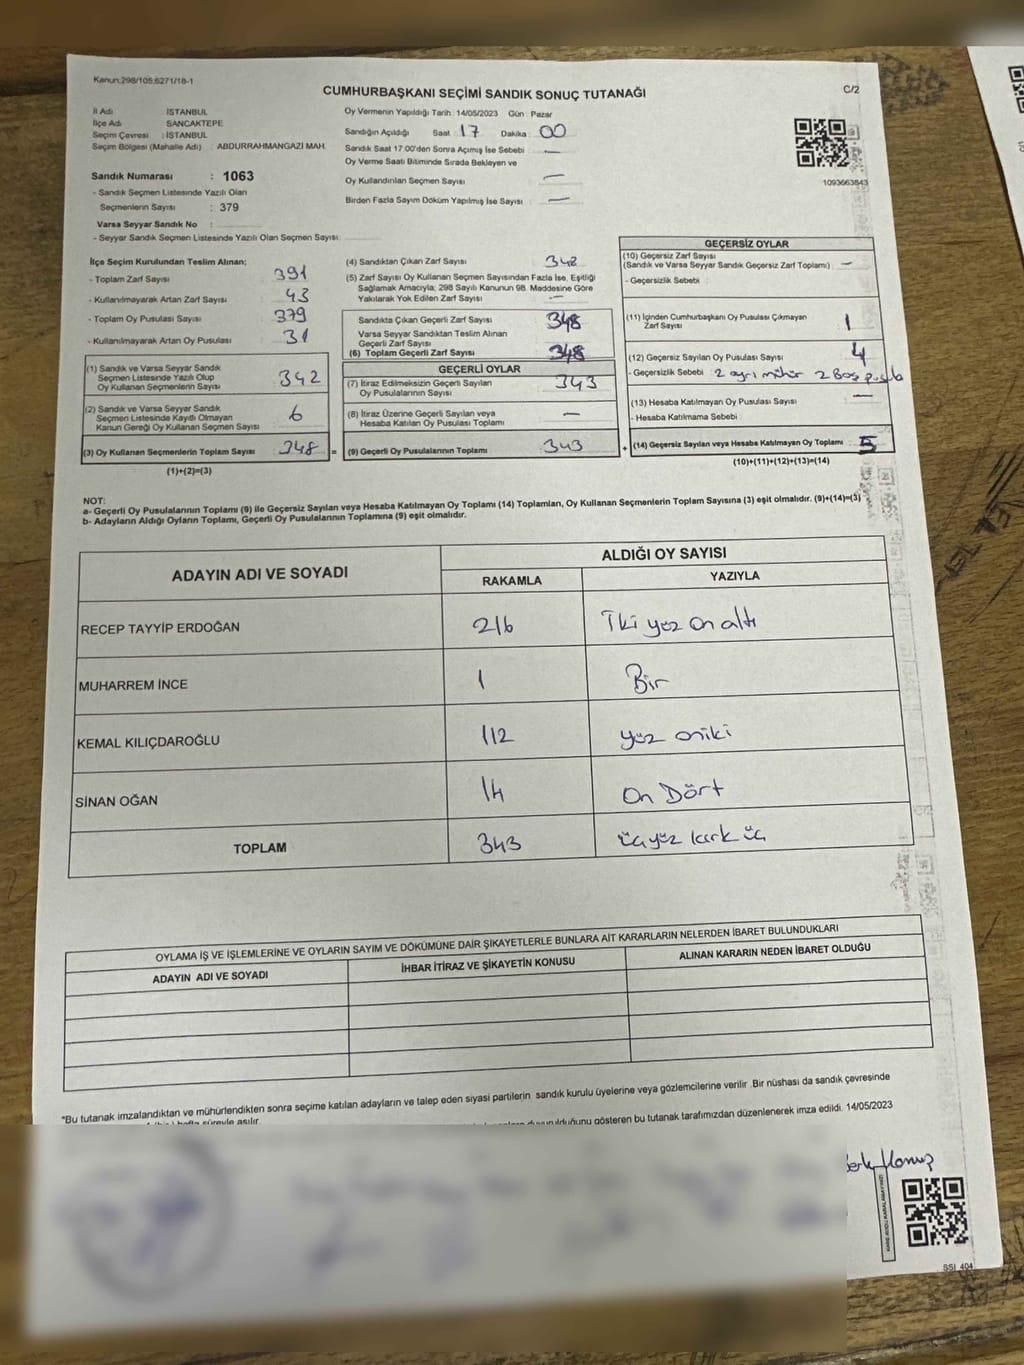 Kanun:298/105,6271/18-1
CUMHURBAŞKANI SEÇİMİ SANDIK SONUÇ TUTANAĞI
C/2
İl Adı : İSTANBUL
İlçe Adı : SANCAKTEPE
Seçim Çevresi : İSTANBUL
Seçim Bölgesi (Mahalle Adı) : ABDURRAHMANGAZİ MAH.
Oy Vermenin Yapıldığı Tarih : 14/05/2023 Gün : Pazar
Sandığın Açıldığı Saat : 17 Dakika : 00
Sandık Saat 17.00'den Sonra Açımış İse Sebebi : —
Oy Verme Saati Bitiminde Sırada Bekleyen ve
Oy Kullandırılan Seçmen Sayısı : —
Birden Fazla Sayım Döküm Yapılmış İse Sayısı : —
1093663843
Sandık Numarası : 1063
- Sandık Seçmen Listesinde Yazılı Olan
Seçmenlerin Sayısı : 379
Varsa Seyyar Sandık No :
- Seyyar Sandık Seçmen Listesinde Yazılı Olan Seçmen Sayısı:
İlçe Seçim Kurulundan Teslim Alınan;
- Toplam Zarf Sayısı 391
- Kullanılmayarak Artan Zarf Sayısı 43
- Toplam Oy Pusulası Sayısı 379
- Kullanılmayarak Artan Oy Pusulası 31
(1) Sandık ve Varsa Seyyar Sandık
Seçmen Listesinde Yazılı Olup
Oy Kullanan Seçmenlerin Sayısı 342
(2) Sandık ve Varsa Seyyar Sandık
Seçmen Listesinde Kayıtlı Olmayan
Kanun Gereği Oy Kullanan Seçmen Sayısı 6
(3) Oy Kullanan Seçmenlerin Toplam Sayısı 348
(1)+(2)=(3)
(4) Sandıktan Çıkan Zarf Sayısı 348
(5) Zarf Sayısı Oy Kullanan Seçmen Sayısından Fazla İse, Eşitliği
Sağlamak Amacıyla; 298 Sayılı Kanunun 98. Maddesine Göre
Yakılarak Yok Edilen Zarf Sayısı —
Sandıkta Çıkan Geçerli Zarf Sayısı 348
Varsa Seyyar Sandıktan Teslim Alınan
Geçerli Zarf Sayısı
(6) Toplam Geçerli Zarf Sayısı 348
GEÇERLİ OYLAR
(7) İtiraz Edilmeksizin Geçerli Sayılan
Oy Pusulalarının Sayısı 343
(8) İtiraz Üzerine Geçerli Sayılan veya
Hesaba Katılan Oy Pusulası Toplamı —
= (9) Geçerli Oy Pusulalarının Toplamı 343 +
GEÇERSİZ OYLAR
(10) Geçersiz Zarf Sayısı
(Sandık ve Varsa Seyyar Sandık Geçersiz Zarf Toplamı) —
- Geçersizlik Sebebi :
(11) İçinden Cumhurbaşkanı Oy Pusulası Çıkmayan
Zarf Sayısı 1
(12) Geçersiz Sayılan Oy Pusulası Sayısı 4
- Geçersizlik Sebebi : 2 ayrı mühür 2 Boş pusula
(13) Hesaba Katılmayan Oy Pusulası Sayısı —
- Hesaba Katılmama Sebebi :
(14) Geçersiz Sayılan veya Hesaba Katılmayan Oy Toplamı 5
(10)+(11)+(12)+(13)=(14)
NOT:
a- Geçerli Oy Pusulalarının Toplamı (9) ile Geçersiz Sayılan veya Hesaba Katılmayan Oy Toplamı (14) Toplamları, Oy Kullanan Seçmenlerin Toplam Sayısına (3) eşit olmalıdır. (9)+(14)=(3)
b- Adayların Aldığı Oyların Toplamı, Geçerli Oy Pusulalarının Toplamına (9) eşit olmalıdır.
ADAYIN ADI VE SOYADI
ALDIĞI OY SAYISI
RAKAMLA YAZIYLA
RECEP TAYYİP ERDOĞAN 216 İki yüz on altı
MUHARREM İNCE 1 Bir
KEMAL KILIÇDAROĞLU 112 yüz oniki
SİNAN OĞAN 14 On Dört
TOPLAM 343 üç yüz kırk üç
OYLAMA İŞ VE İŞLEMLERİNE VE OYLARIN SAYIM VE DÖKÜMÜNE DAİR ŞİKAYETLERLE BUNLARA AİT KARARLARIN NELERDEN İBARET BULUNDUKLARI
ADAYIN ADI VE SOYADI İHBAR İTİRAZ VE ŞİKAYETİN KONUSU ALINAN KARARIN NEDEN İBARET OLDUĞU
*Bu tutanak imzalandıktan ve mühürlendikten sonra seçime katılan adayların ve talep eden siyasi partilerin sandık kurulu üyelerine veya gözlemcilerine verilir. Bir nüshası da sandık çevresinde
hafta süreyle asılır.
gösteren bu tutanak tarafımızdan düzenlenerek imza edildi. 14/05/2023
SSI_404